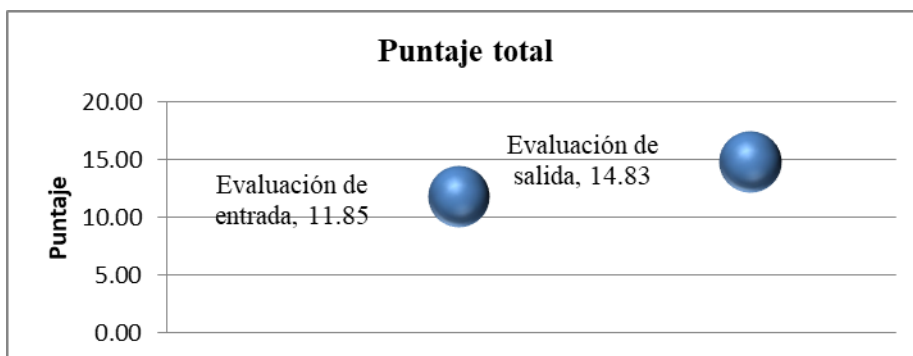 Puntaje total
20.00
15.00
10.00
5.00
0.00
Puntaje
Evaluación de
entrada, 11.85
Evaluación de
salida, 14.83